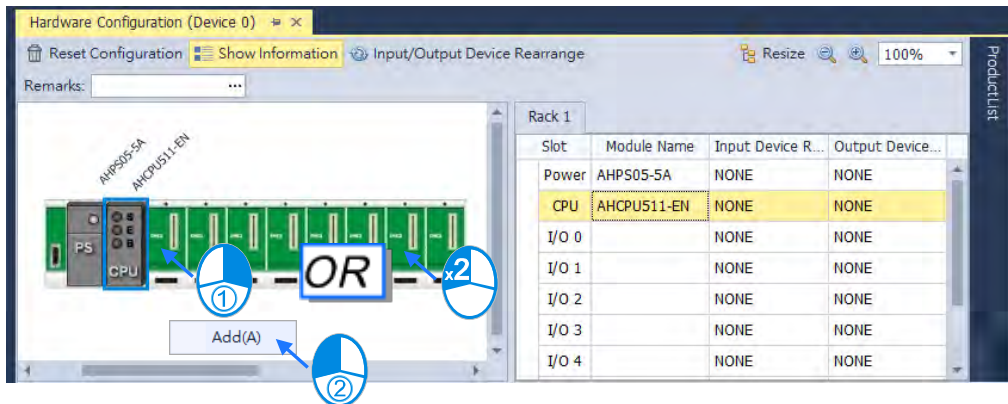 Hardware Configuration (Device 0)
Reset Configuration Show Information Input/Output Device Rearrange Resize 100%
ProductList
Remarks: ...
Rack 1
Slot Module Name Input Device R... Output Device...
Power AHPS05-5A NONE NONE
CPU AHCPU511-EN NONE NONE
I/O 0 NONE NONE
I/O 1 NONE NONE
I/O 2 NONE NONE
I/O 3 NONE NONE
I/O 4 NONE NONE
AHPS05-5A
AHCPU511-EN
PS
CPU
OR
x2
①
Add(A)
②